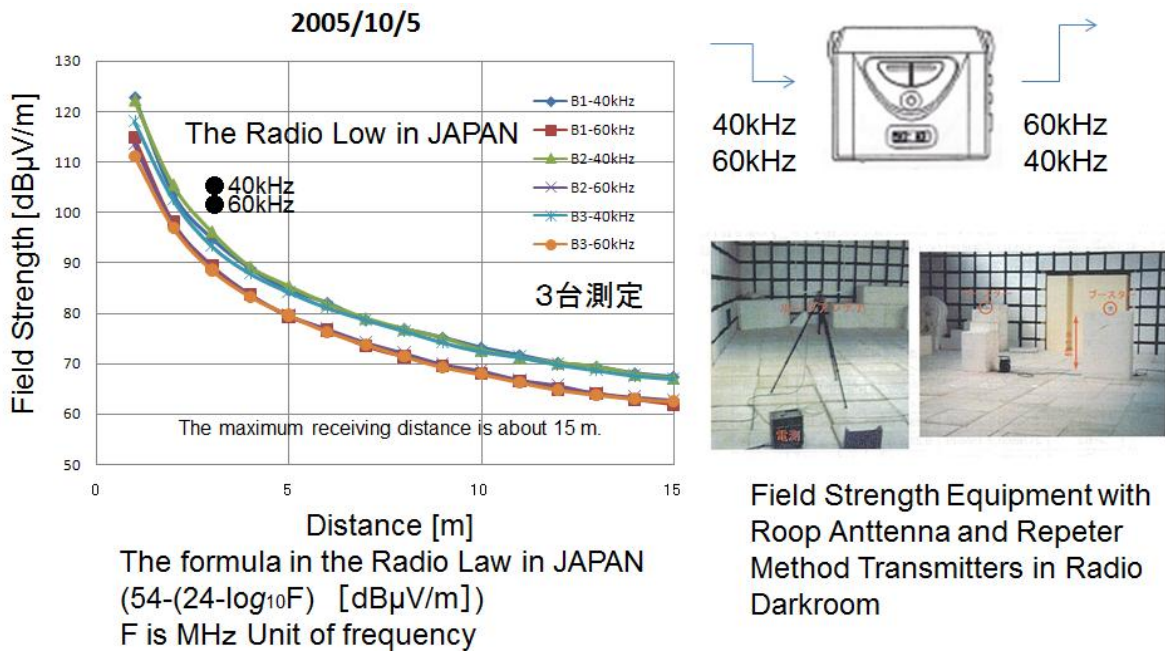 2005/10/5
Field Strength [dBµV/m]
130
120
110
100
90
80
70
60
50
0
5
10
15
B1-40kHz
B1-60kHz
B2-40kHz
B2-60kHz
B3-40kHz
B3-60kHz
The Radio Low in JAPAN
40kHz
60kHz
3台測定
The maximum receiving distance is about 15 m.
Distance [m]
The formula in the Radio Law in JAPAN
(54-(24-log10F) [dBµV/m])
F is MHz Unit of frequency
40kHz
60kHz
60kHz
40kHz
電測
Field Strength Equipment with
Roop Anttenna and Repeter
Method Transmitters in Radio
Darkroom